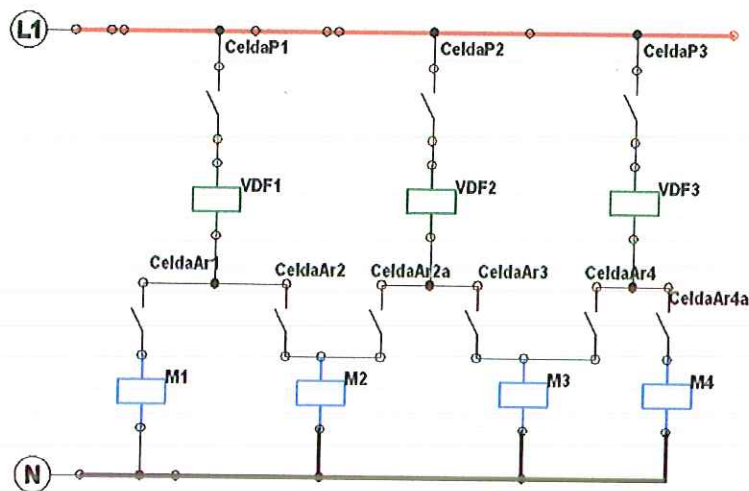 L1
CeldaP1
CeldaP2
CeldaP3
VDF1
VDF2
VDF3
CeldaAr1
CeldaAr2
CeldaAr2a
CeldaAr3
CeldaAr4
CeldaAr4a
M1
M2
M3
M4
N